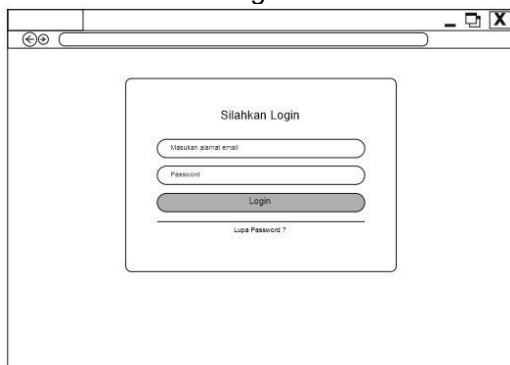 Silahkan Login
Masukan alamat email
Password
Login
Lupa Password ?